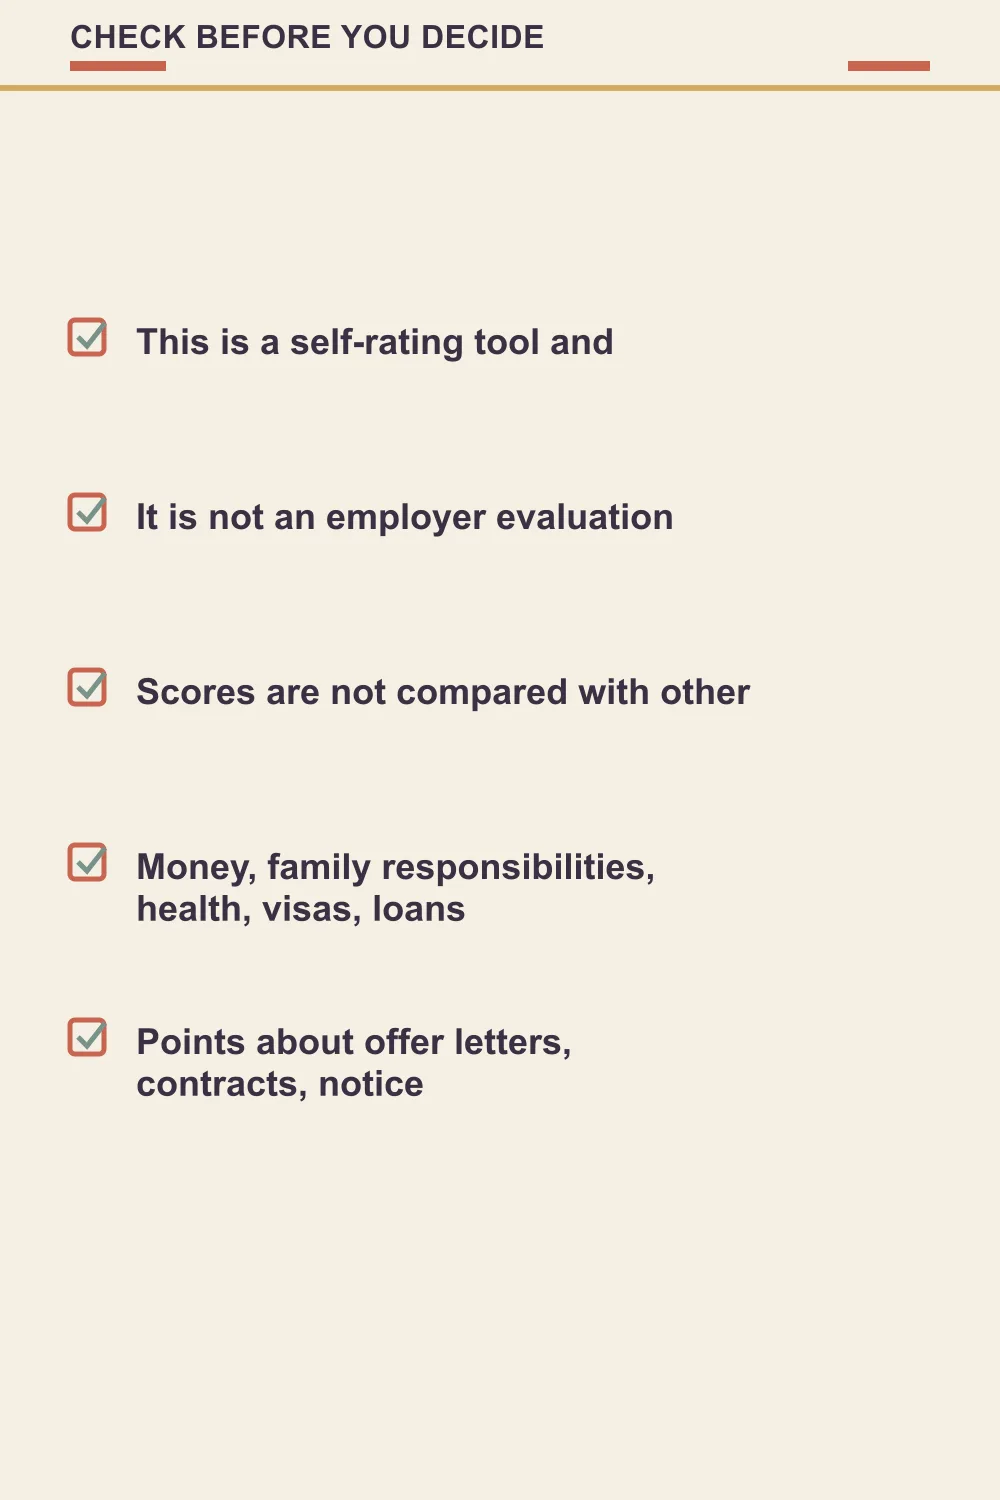 CHECK BEFORE YOU DECIDE
This is a self-rating tool and
It is not an employer evaluation
Scores are not compared with other
Money, family responsibilities,
health, visas, loans
Points about offer letters,
contracts, notice